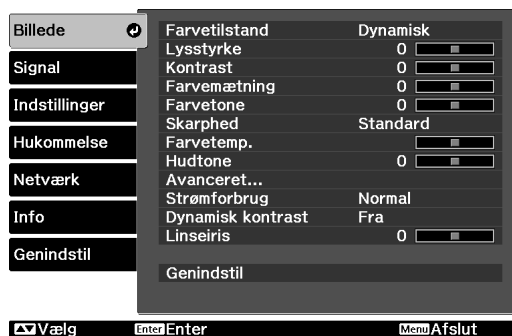 Billede
Signal
Indstillinger
Hukommelse
Netværk
Info
Genindstil
Farvetilstand Dynamisk
Lysstyrke 0
Kontrast 0
Farvemætning 0
Farvetone 0
Skarphed Standard
Farvetemp.
Hudtone 0
Avanceret...
Strømforbrug Normal
Dynamisk kontrast Fra
Linseiris 0
Genindstil
Vælg Enter Enter Menu Afslut